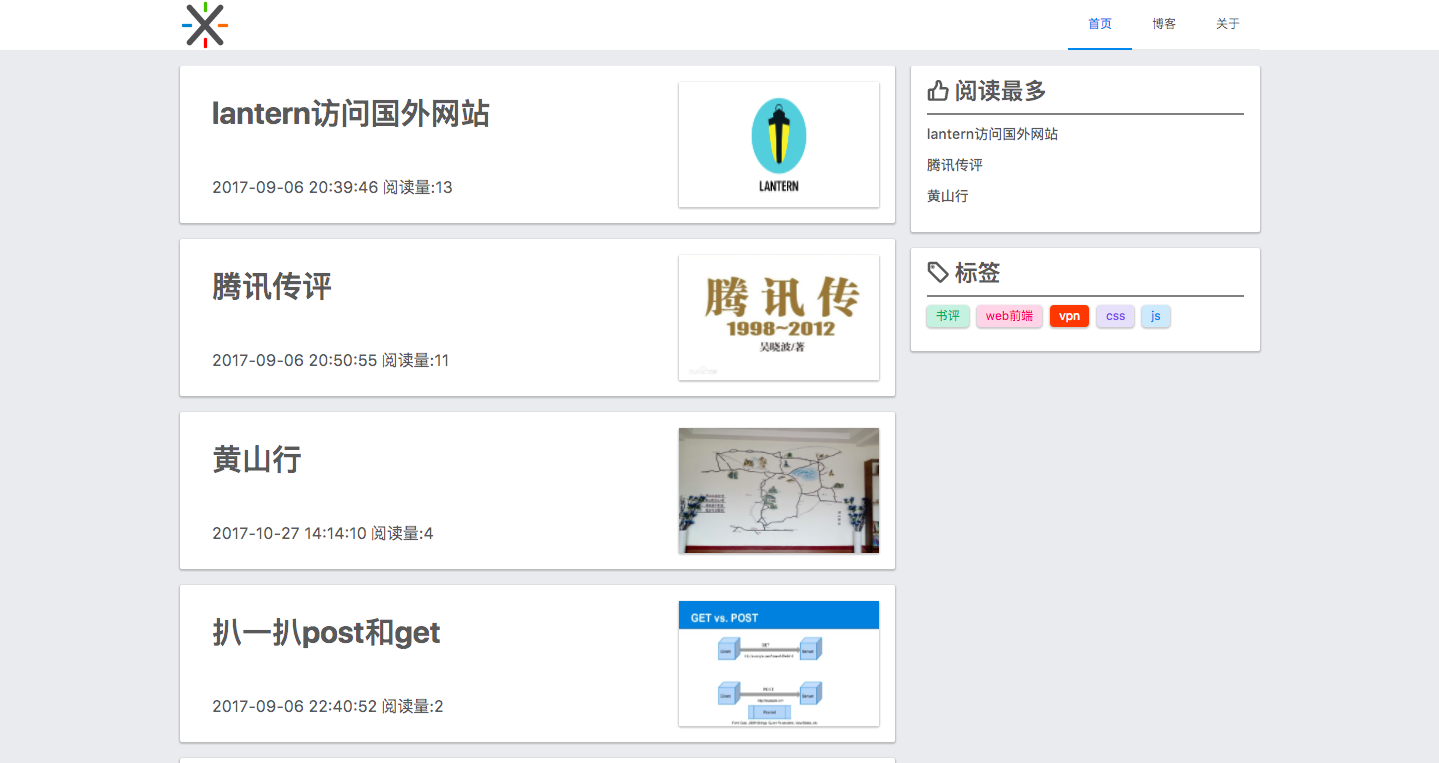 首页 博客 关于
lantern访问国外网站
2017-09-06 20:39:46 阅读量:13
LANTERN
腾讯传评
2017-09-06 20:50:55 阅读量:11
腾讯传
1998~2012
吴晓波/著
黄山行
2017-10-27 14:14:10 阅读量:4
扒一扒post和get
2017-09-06 22:40:52 阅读量:2
GET vs. POST
阅读最多
lantern访问国外网站
腾讯传评
黄山行
标签
书评 web前端 vpn css js